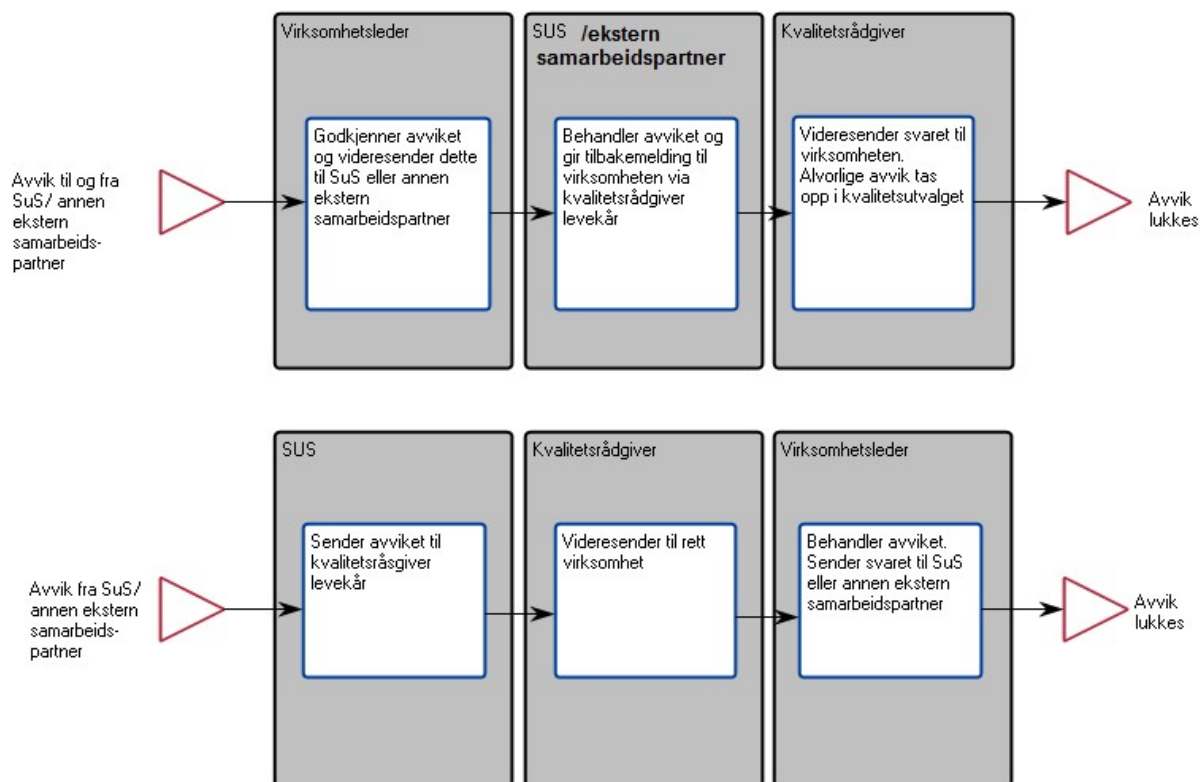 Virksomhetsleder
SUS /ekstern
samarbeidspartner
Kvalitetsrådgiver
Avvik til og fra
SuS/ annen
ekstern
samarbeids-
partner
Godkjenner avviket
og videresender dette
til SuS eller annen
ekstern
samarbeidspartner
Behandler avviket og
gir tilbakemelding til
virksomheten via
kvalitetsrådgiver
levekår
Videresender svaret til
virksomheten.
Alvorlige avvik tas
opp i kvalitetsutvalget
Avvik
lukkes
SUS
Kvalitetsrådgiver
Virksomhetsleder
Avvik fra SuS/
annen ekstern
samarbeids-
partner
Sender avviket til
kvalitetsråsgiver
levekår
Videresender til rett
virksomhet
Behandler avviket.
Sender svaret til SuS
eller annen ekstern
samarbeidspartner
Avvik
lukkes